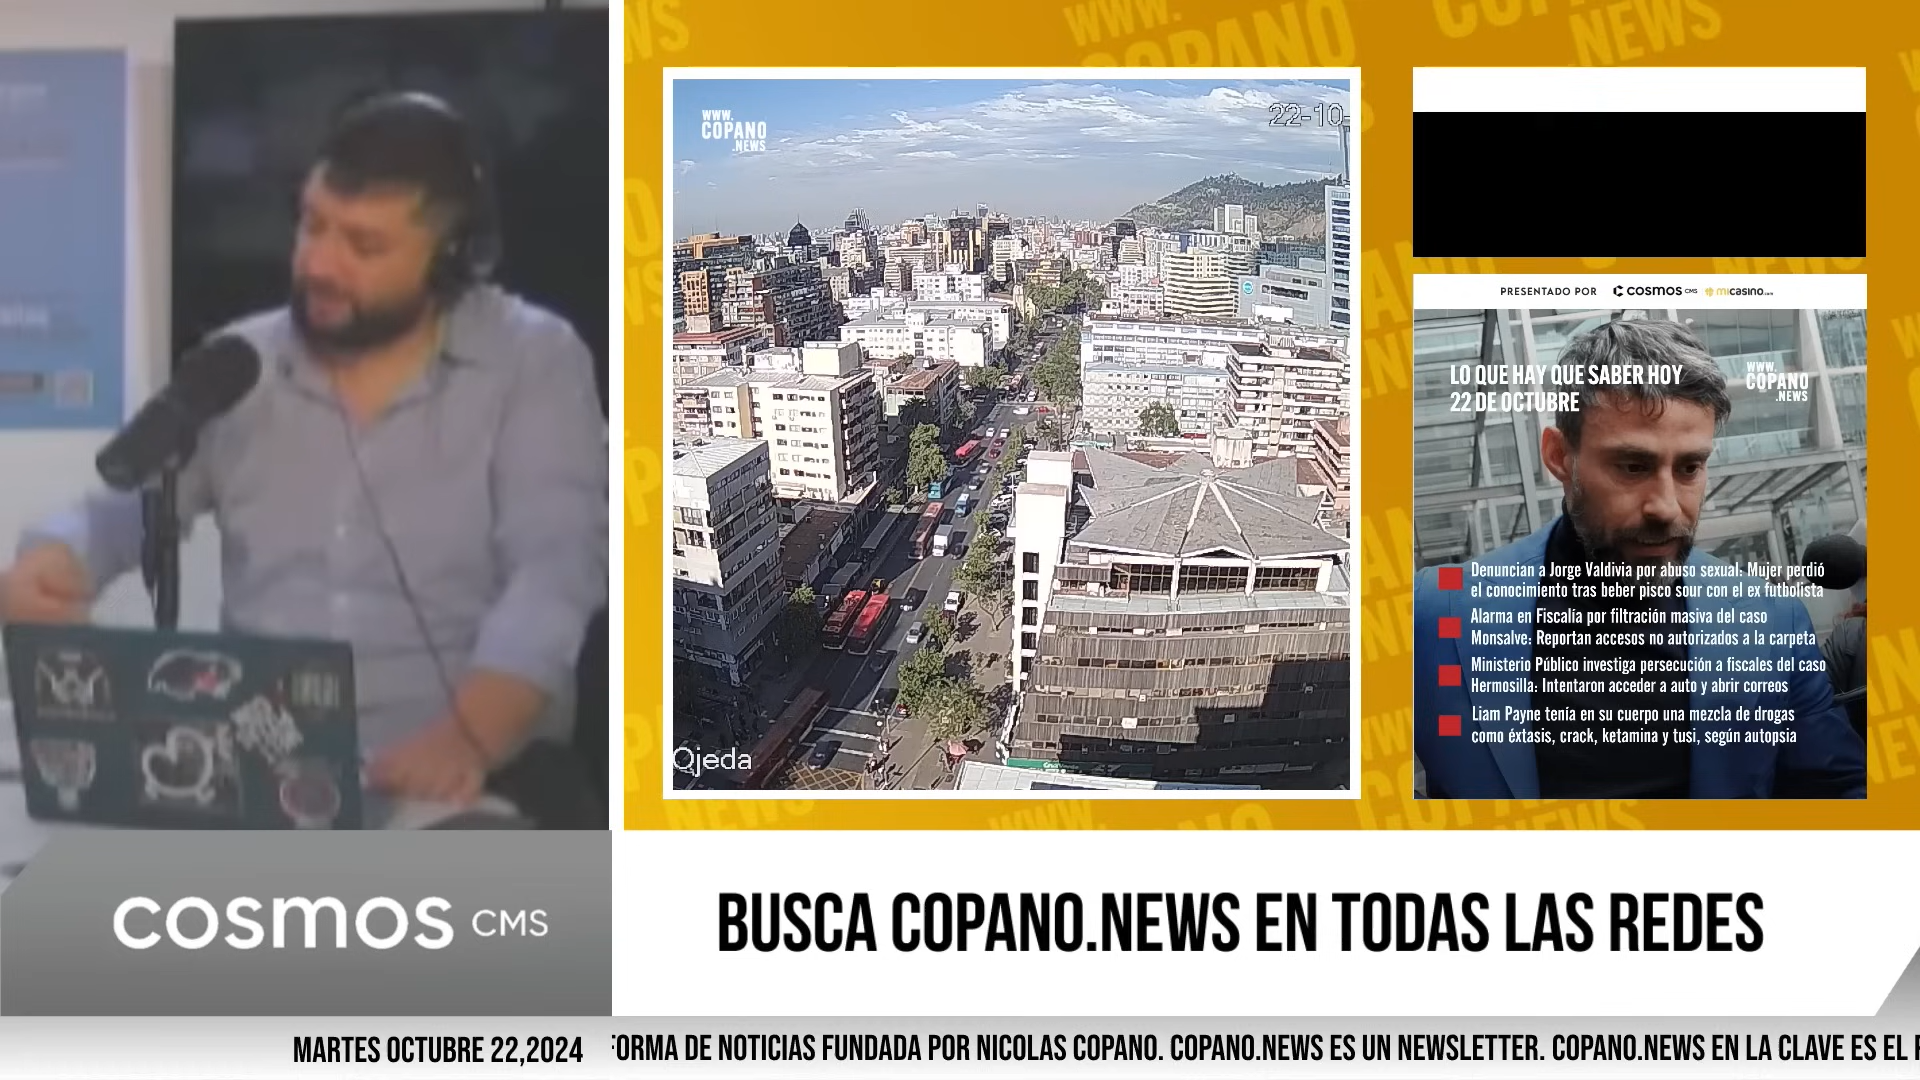 WWW.
COPANO
.NEWS
22-10-
Ojeda
PRESENTADO POR COSMOS CMS micasino.com
LO QUE HAY QUE SABER HOY
22 DE OCTUBRE
WWW.
COPANO
.NEWS
Denuncian a Jorge Valdivia por abuso sexual: Mujer perdió
el conocimiento tras beber pisco sour con el ex futbolista
Alarma en Fiscalía por filtración masiva del caso
Monsalve: Reportan accesos no autorizados a la carpeta
Ministerio Público investiga persecución a fiscales del caso
Hermosilla: Intentaron acceder a auto y abrir correos
Liam Payne tenía en su cuerpo una mezcla de drogas
como éxtasis, crack, ketamina y tusi, según autopsia
cosmos CMS
BUSCA COPANO.NEWS EN TODAS LAS REDES
MARTES OCTUBRE 22,2024
FORMA DE NOTICIAS FUNDADA POR NICOLAS COPANO. COPANO.NEWS ES UN NEWSLETTER. COPANO.NEWS EN LA CLAVE ES EL